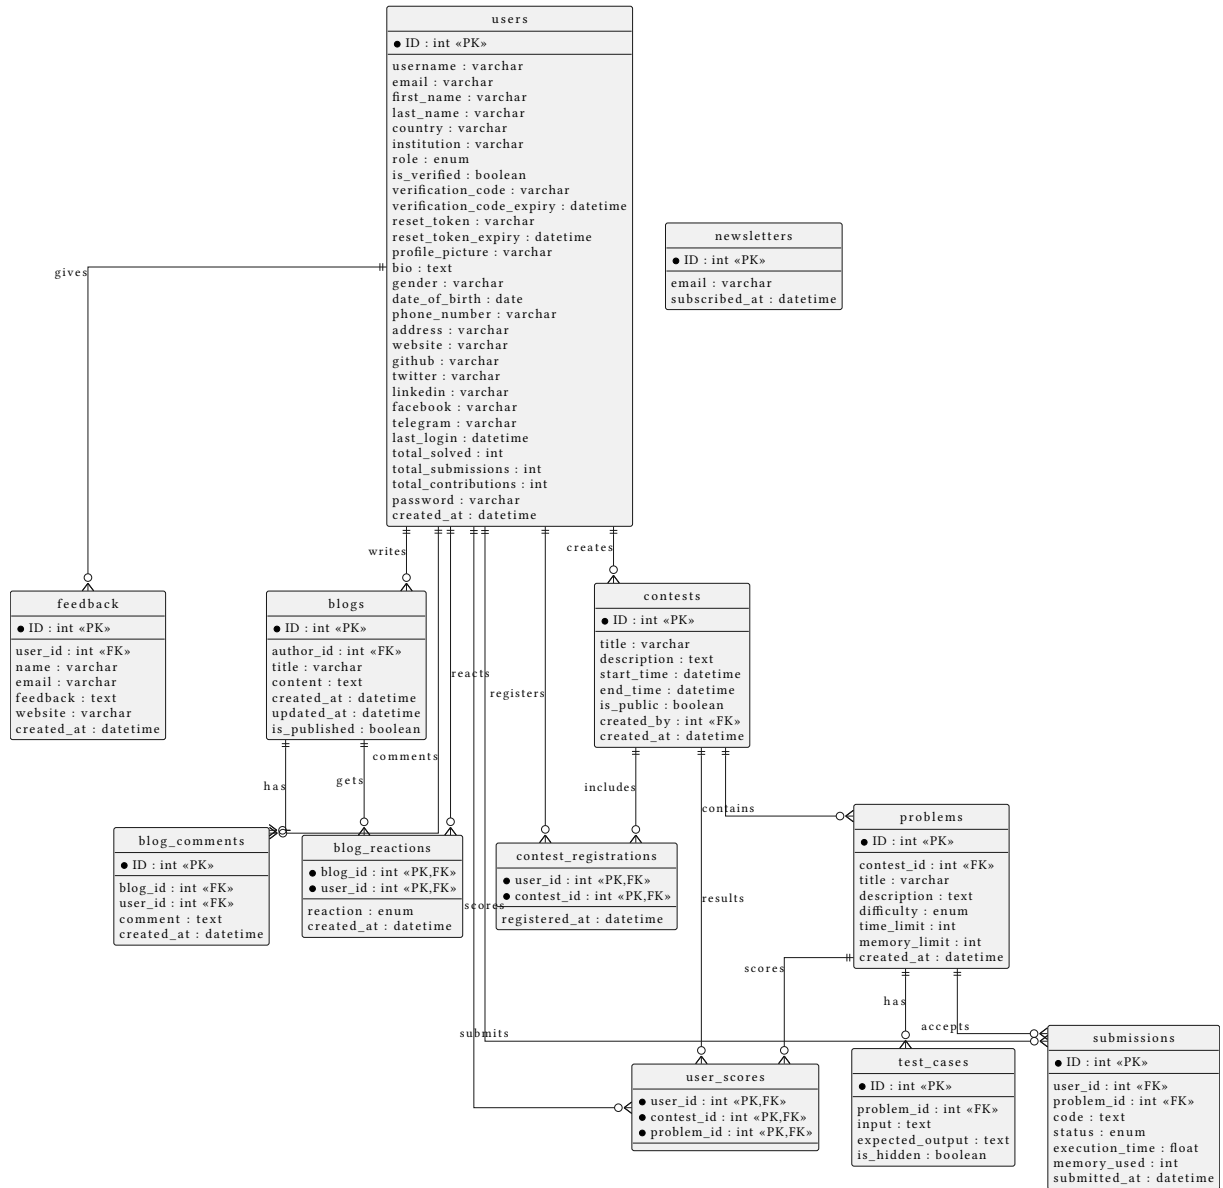 users
ID : int «PK»
username : varchar
email : varchar
first_name : varchar
last_name : varchar
country : varchar
institution : varchar
role : enum
is_verified : boolean
verification_code : varchar
verification_code_expiry : datetime
reset_token : varchar
reset_token_expiry : datetime
profile_picture : varchar
bio : text
gender : varchar
date_of_birth : date
phone_number : varchar
address : varchar
website : varchar
github : varchar
twitter : varchar
linkedin : varchar
facebook : varchar
telegram : varchar
last_login : datetime
total_solved : int
total_submissions : int
total_contributions : int
password : varchar
created_at : datetime
newsletters
ID : int «PK»
email : varchar
subscribed_at : datetime
gives
writes
creates
feedback
ID : int «PK»
user_id : int «FK»
name : varchar
email : varchar
feedback : text
website : varchar
created_at : datetime
blogs
ID : int «PK»
author_id : int «FK»
title : varchar
content : text
created_at : datetime
updated_at : datetime
is_published : boolean
reacts
registers
contests
ID : int «PK»
title : varchar
description : text
start_time : datetime
end_time : datetime
is_public : boolean
created_by : int «FK»
created_at : datetime
has
gets
comments
includes
contains
blog_comments
ID : int «PK»
blog_id : int «FK»
user_id : int «FK»
comment : text
created_at : datetime
blog_reactions
blog_id : int «PK,FK»
user_id : int «PK,FK»
reaction : enum
created_at : datetime
scores
contest_registrations
user_id : int «PK,FK»
contest_id : int «PK,FK»
registered_at : datetime
results
problems
ID : int «PK»
contest_id : int «FK»
title : varchar
description : text
difficulty : enum
time_limit : int
memory_limit : int
created_at : datetime
scores
has
accepts
submits
user_scores
user_id : int «PK,FK»
contest_id : int «PK,FK»
problem_id : int «PK,FK»
test_cases
ID : int «PK»
problem_id : int «FK»
input : text
expected_output : text
is_hidden : boolean
submissions
ID : int «PK»
user_id : int «FK»
problem_id : int «FK»
code : text
status : enum
execution_time : float
memory_used : int
submitted_at : datetime